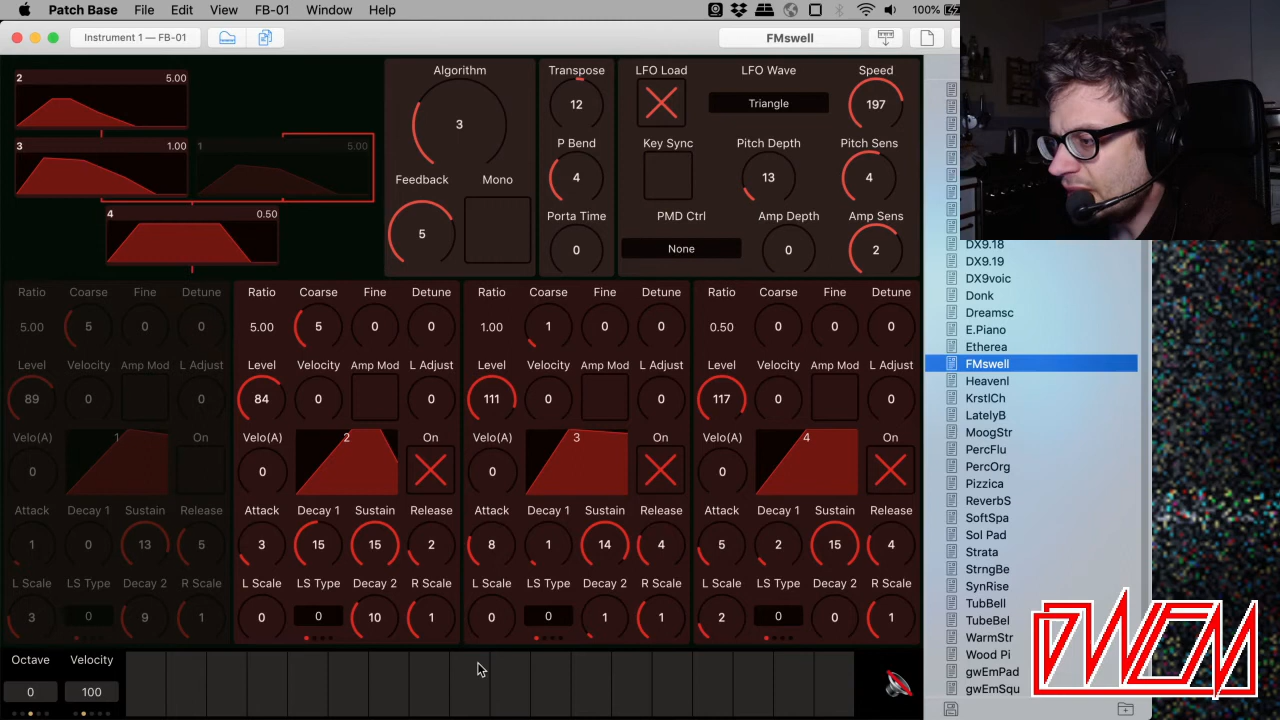 Patch Base File Edit View FB-01 Window Help 100%
Instrument 1 — FB-01 FMswell
2 5.00
3 1.00 1 5.00
4 0.50
Algorithm
3
Feedback Mono
5
Transpose
12
P Bend
4
Porta Time
0
LFO Load LFO Wave Speed
Triangle 197
Key Sync Pitch Depth Pitch Sens
13 4
PMD Ctrl Amp Depth Amp Sens
None 0 2
Ratio Coarse Fine Detune Ratio Coarse Fine Detune Ratio Coarse Fine Detune Ratio Coarse Fine Detune
5.00 5 0 0 5.00 5 0 0 1.00 1 0 0 0.50 0 0 0
Level Velocity Amp Mod L Adjust Level Velocity Amp Mod L Adjust Level Velocity Amp Mod L Adjust Level Velocity Amp Mod L Adjust
89 0 0 84 0 0 111 0 0 117 0 0
Velo(A) 1 On Velo(A) 2 On Velo(A) 3 On Velo(A) 4 On
0 0 0 0
Attack Decay 1 Sustain Release Attack Decay 1 Sustain Release Attack Decay 1 Sustain Release Attack Decay 1 Sustain Release
1 0 13 5 3 15 15 2 8 1 14 4 5 2 15 4
L Scale LS Type Decay 2 R Scale L Scale LS Type Decay 2 R Scale L Scale LS Type Decay 2 R Scale L Scale LS Type Decay 2 R Scale
3 0 9 1 0 0 10 1 0 0 1 1 2 0 0 1
Octave Velocity
0 100
DX9.18
DX9.19
DX9voic
Donk
Dreamsc
E.Piano
Etherea
FMswell
Heavenl
KrstlCh
LatelyB
MoogStr
PercFlu
PercOrg
Pizzica
ReverbS
SoftSpa
Sol Pad
Strata
StrngBe
SynRise
TubBell
TubeBel
WarmStr
Wood Pi
gwEmPad
gwEmSqu